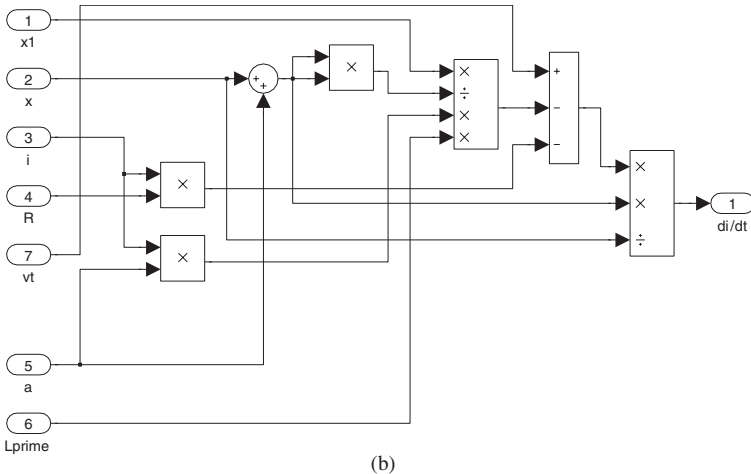 1
x1
2
x
3
i
4
R
7
vt
5
a
6
Lprime
+
+
×
×
×
×
÷
×
×
+
−
−
×
×
÷
1
di/dt
(b)